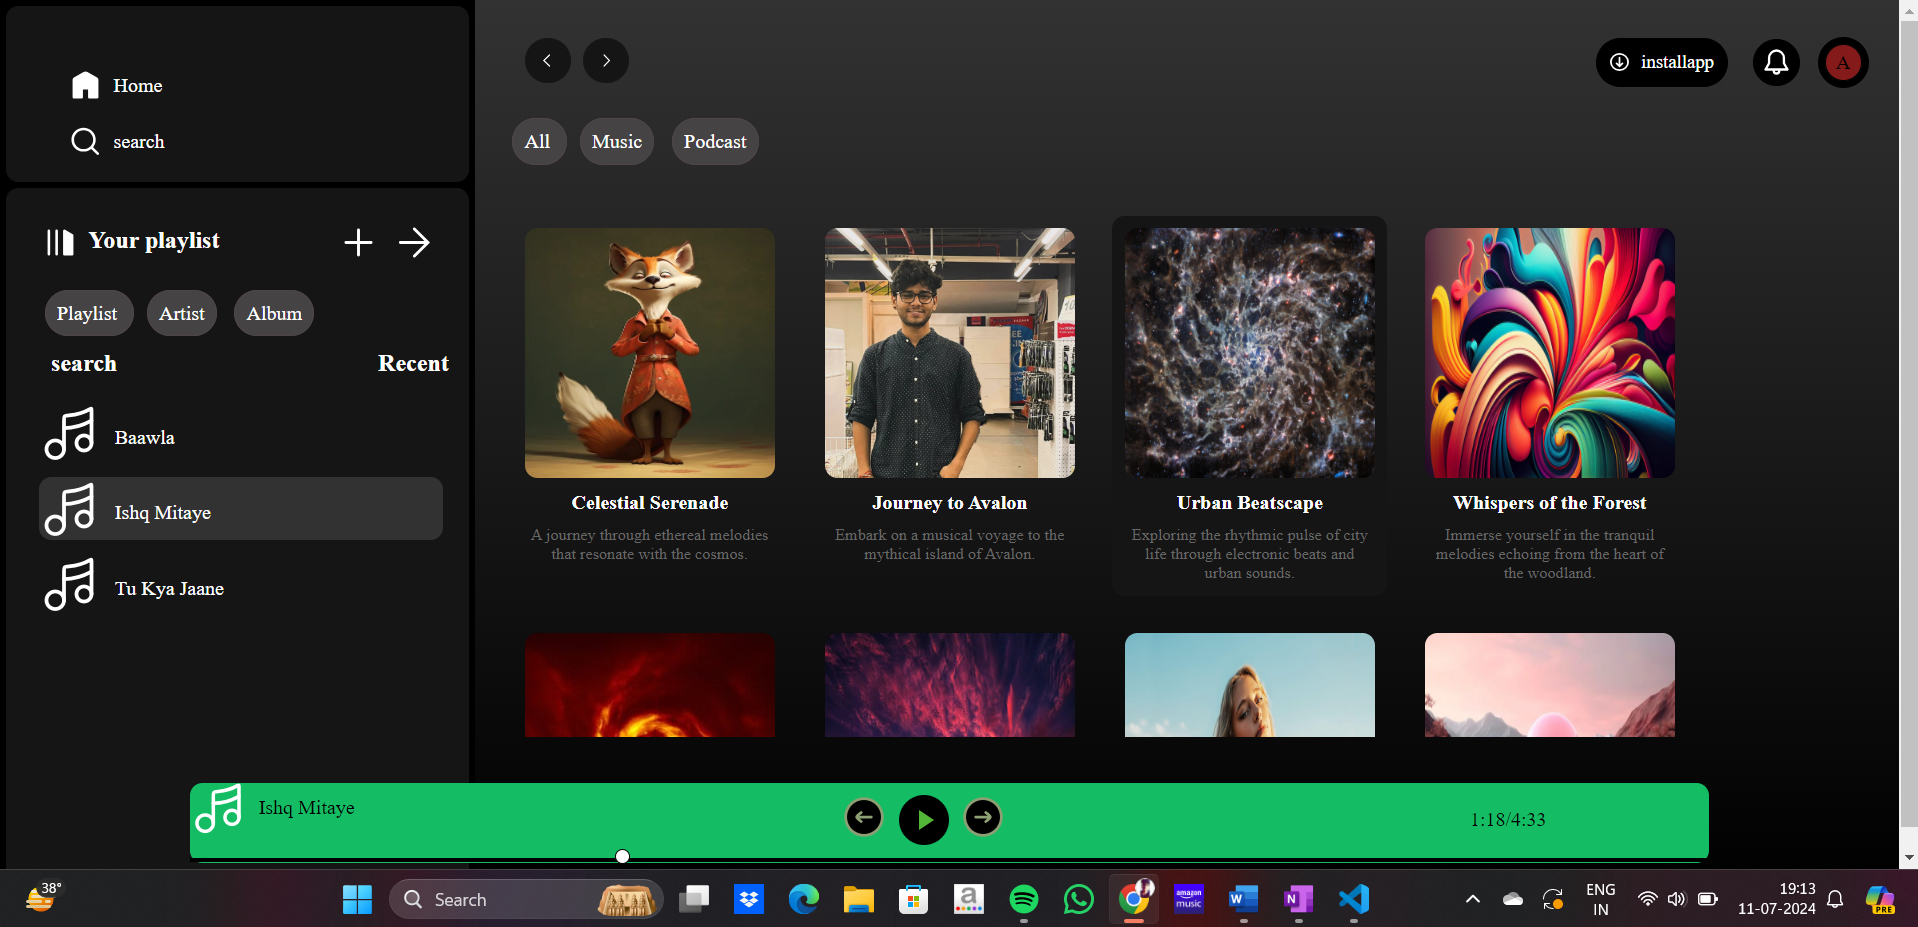 Home
search
Your playlist
Playlist Artist Album
search Recent
Baawla
Ishq Mitaye
Tu Kya Jaane
installapp
A
All Music Podcast
Celestial Serenade
A journey through ethereal melodies
that resonate with the cosmos.
Journey to Avalon
Embark on a musical voyage to the
mythical island of Avalon.
Urban Beatscape
Exploring the rhythmic pulse of city
life through electronic beats and
urban sounds.
Whispers of the Forest
Immerse yourself in the tranquil
melodies echoing from the heart of
the woodland.
Ishq Mitaye
1:18/4:33
38°
Search
a
amazon
music
W
N
ENG
IN
19:13
11-07-2024
PRE